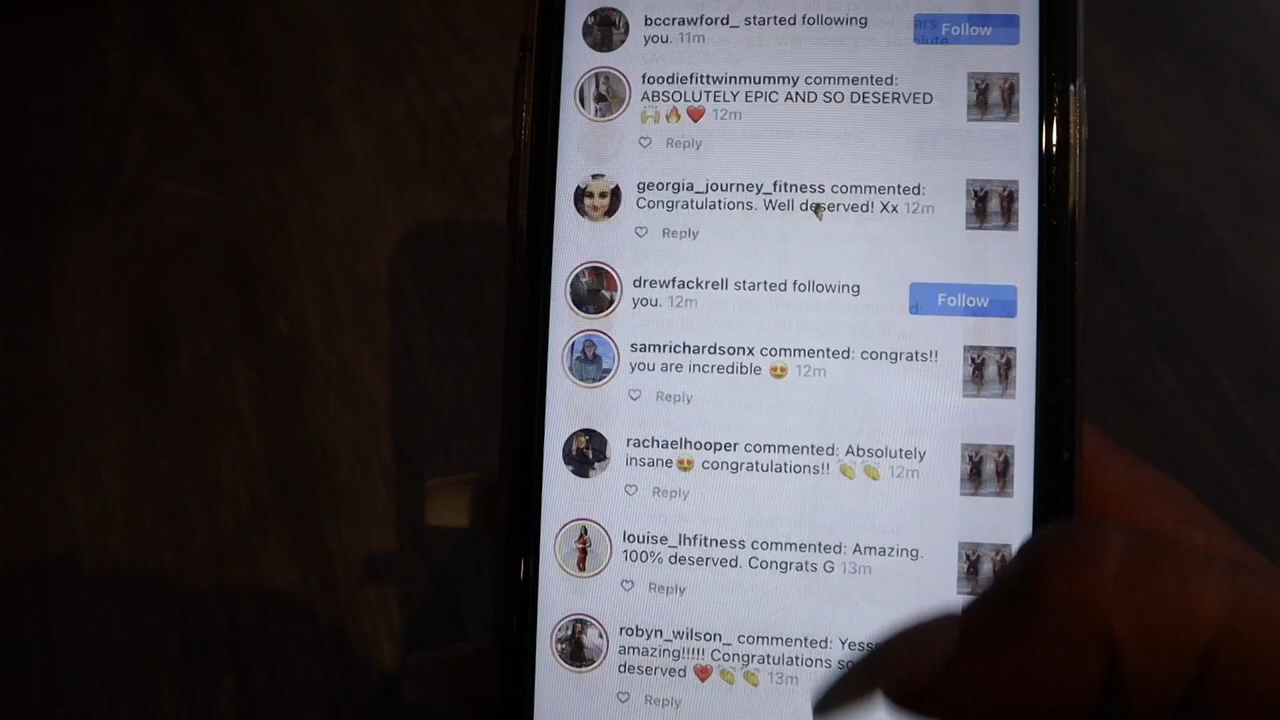 bccrawford_ started following
you. 11m
Follow
foodiefittwinmummy commented:
ABSOLUTELY EPIC AND SO DESERVED
🙌🔥❤️ 12m
Reply
georgia_journey_fitness commented:
Congratulations. Well deserved! Xx 12m
Reply
drewfackrell started following
you. 12m
Follow
samrichardsonx commented: congrats!!
you are incredible 😍 12m
Reply
rachaelhooper commented: Absolutely
insane😍 congratulations!! 👏👏 12m
Reply
louise_lhfitness commented: Amazing.
100% deserved. Congrats G 13m
Reply
robyn_wilson_ commented: Yesss
amazing!!!!! Congratulations so
deserved ❤️👏👏 13m
Reply